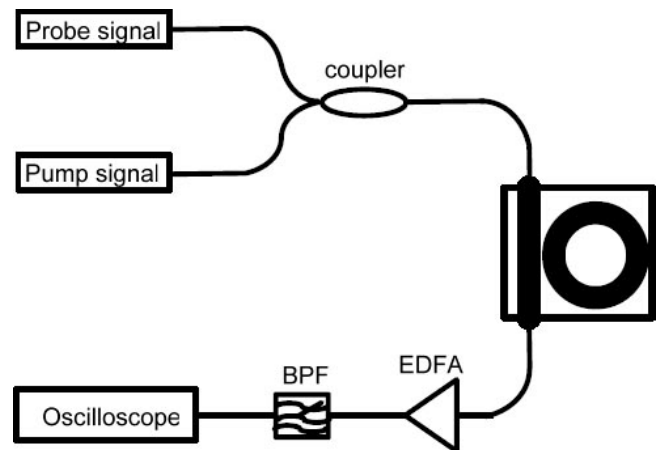 Probe signal
coupler
Pump signal
BPF
EDFA
Oscilloscope